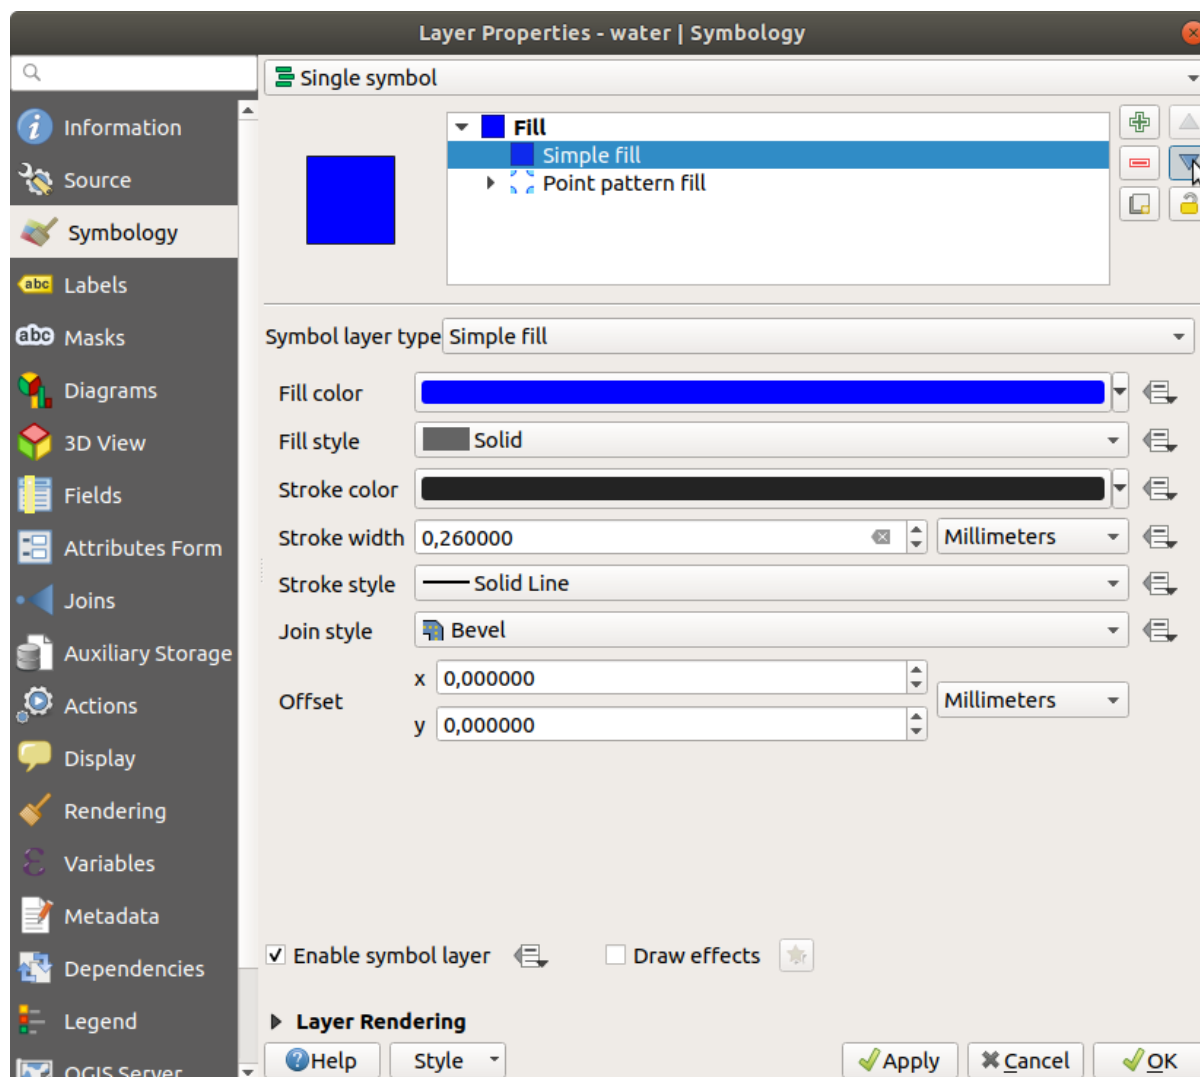 Layer Properties - water | Symbology
Single symbol
Information
Source
Symbology
Labels
Masks
Diagrams
3D View
Fields
Attributes Form
Joins
Auxiliary Storage
Actions
Display
Rendering
Variables
Metadata
Dependencies
Legend
QGIS Server
Fill
Simple fill
Point pattern fill
Symbol layer type Simple fill
Fill color
Fill style Solid
Stroke color
Stroke width 0,260000 Millimeters
Stroke style Solid Line
Join style Bevel
Offset x 0,000000 Millimeters
y 0,000000
Enable symbol layer Draw effects
Layer Rendering
Help Style Apply Cancel OK